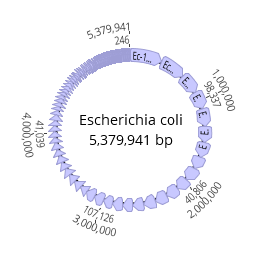 5,379,941
246
Ec-1...
Ec...
E...
E
E
E
E
1,000,000
98,337
Escherichia coli
5,379,941 bp
40,806
2,000,000
107,126
3,000,000
41,039
4,000,000